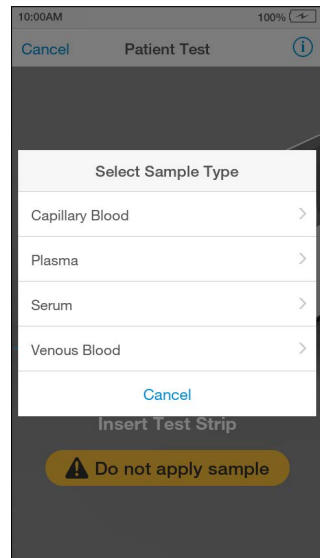 10:00AM 100%
Cancel Patient Test
Select Sample Type
Capillary Blood
Plasma
Serum
Venous Blood
Cancel
Insert Test Strip
Do not apply sample